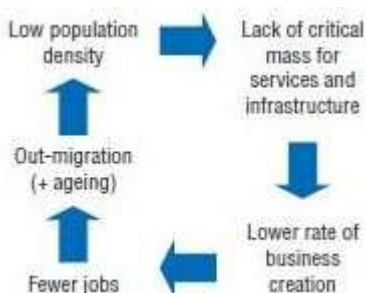 Low population
density
Lack of critical
mass for
services and
infrastructure
Lower rate of
business
creation
Fewer jobs
Out-migration
(+ ageing)